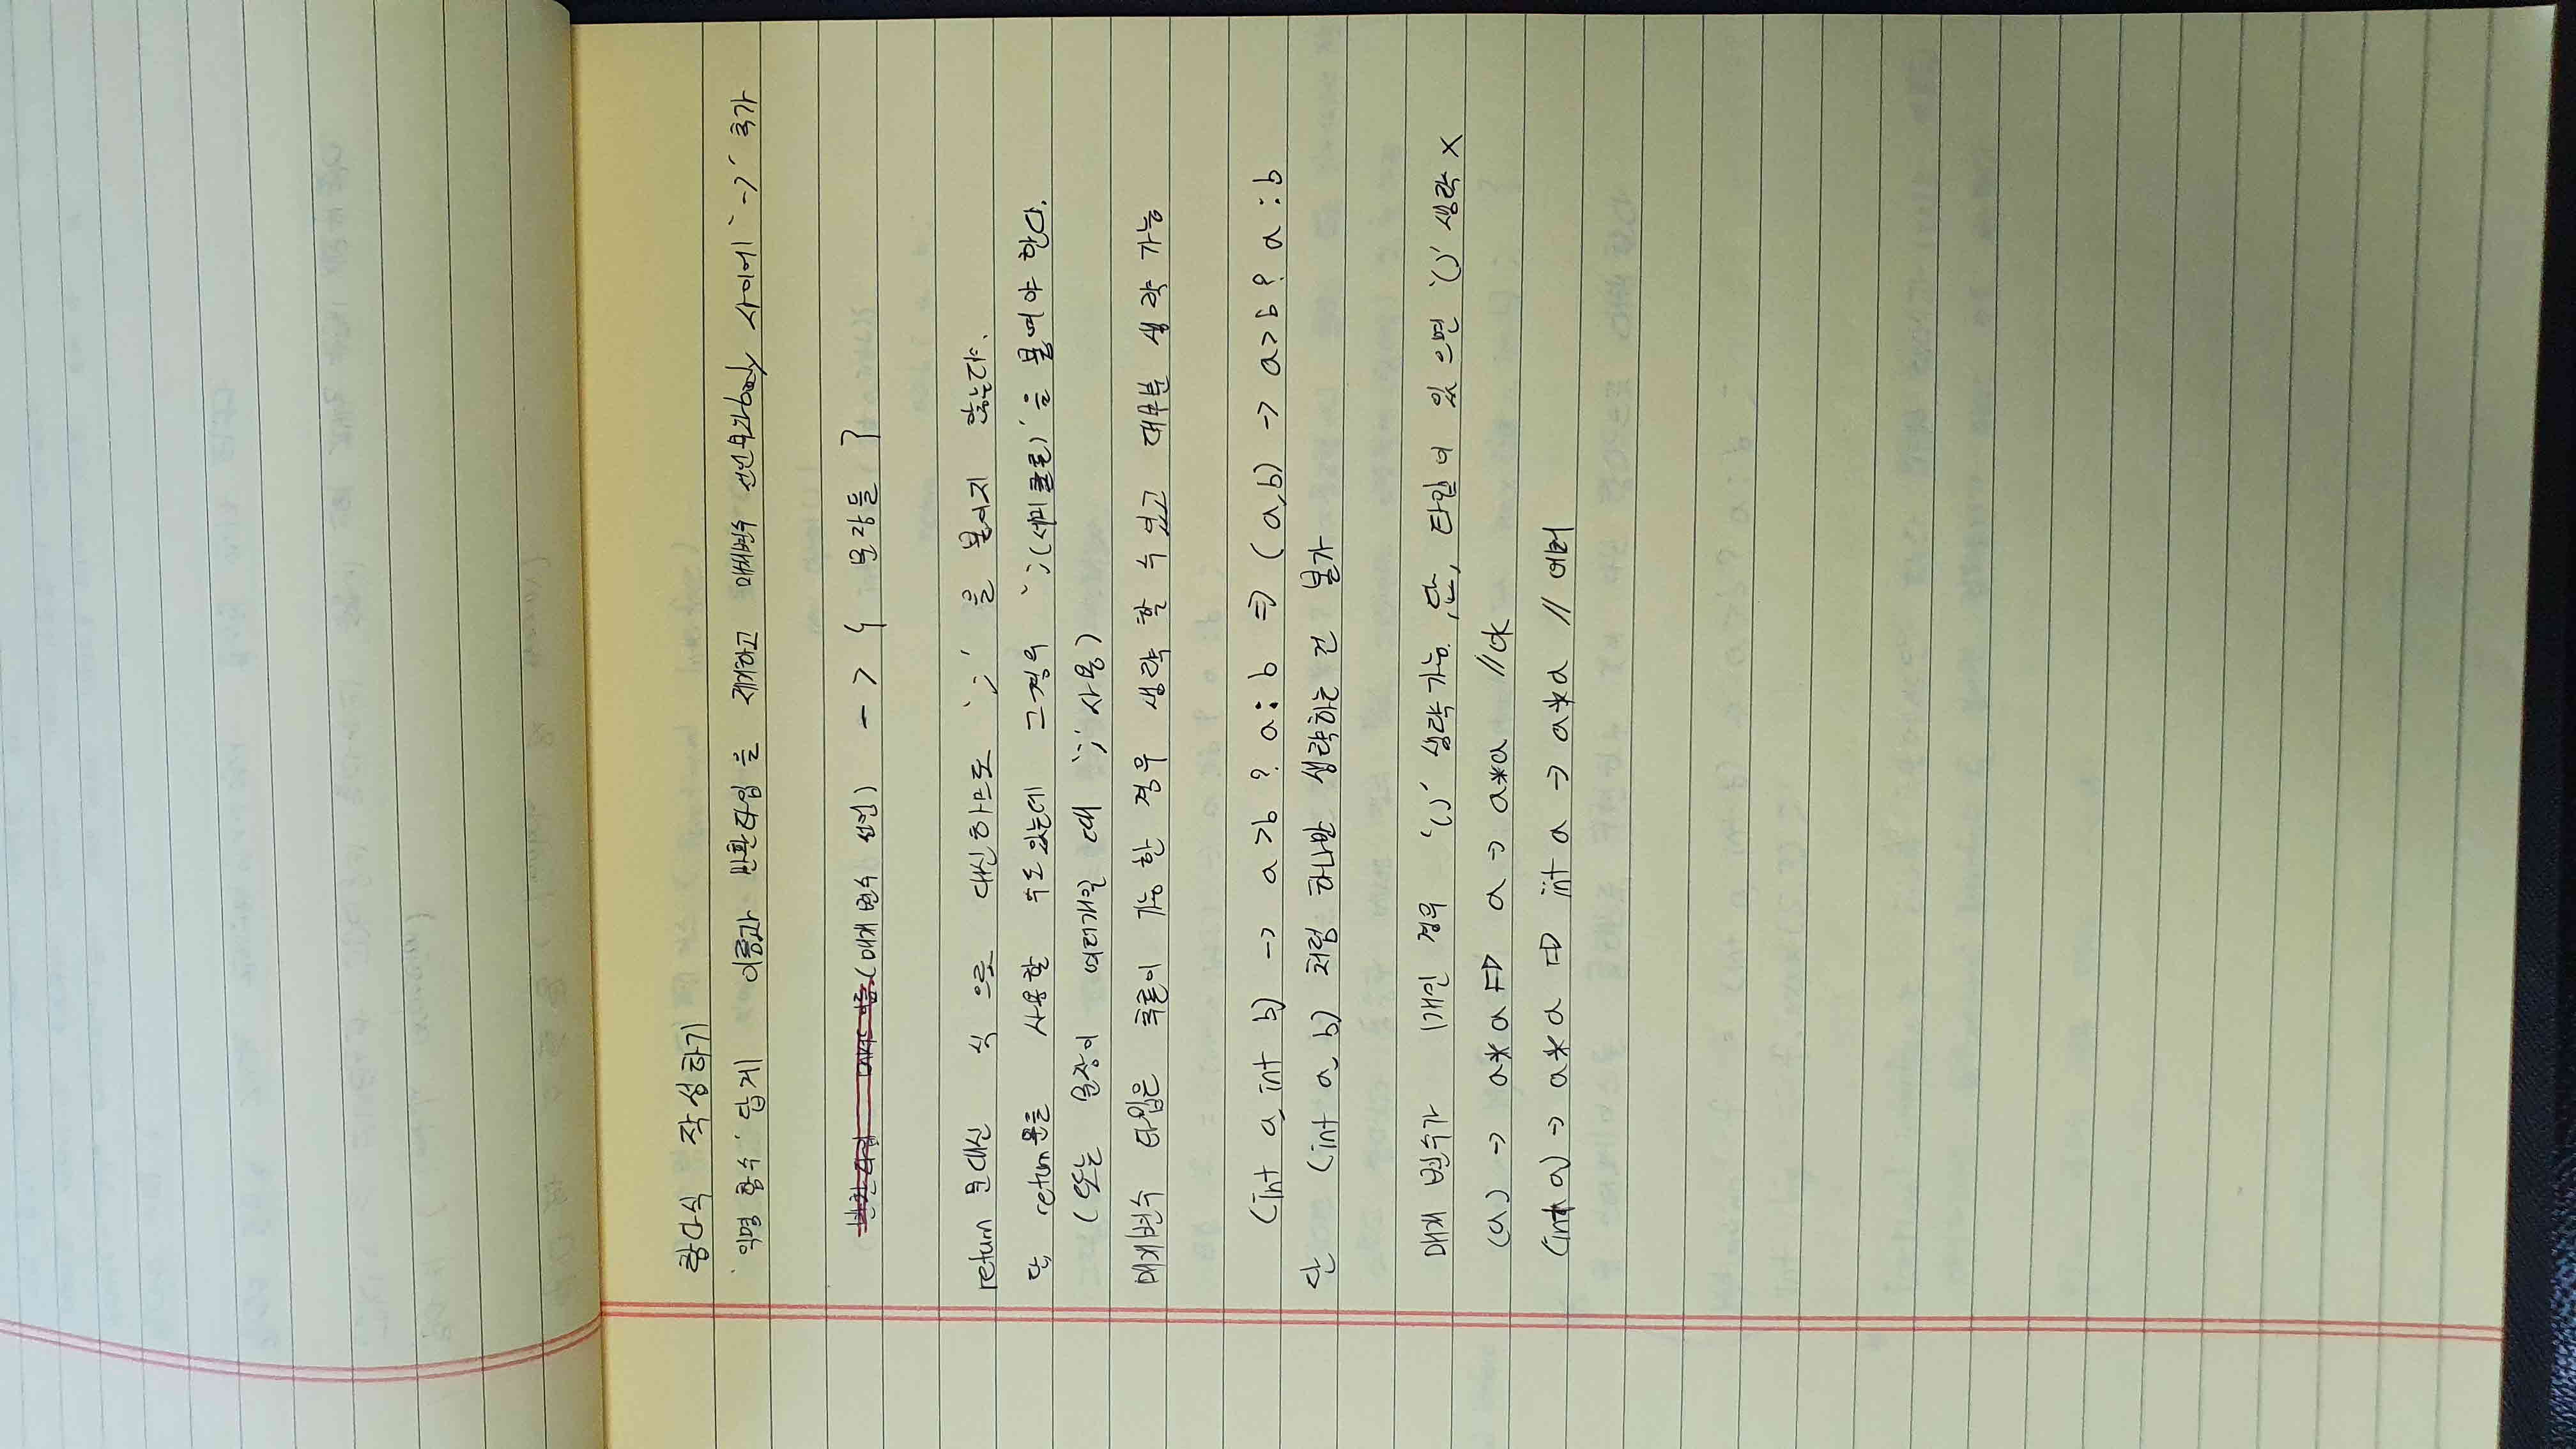 람다식 작성하기
'익명 함수' 답게 이름과 반환타입을 제거하고 매개변수 선언부와 body 사이에 '->' 추가
반환타입 메서드 이름 (매개 변수 선언) -> { 문장들 }
return 문대신 식 으로 대신하므로 ';' 을 붙이지 않는다.
단, return문을 사용할 수도 있는데 그경우 ';(세미콜론)'을 붙여야 한다.
(또는 문장이 여러개일 때 ';' 사용)
매개변수 타입은 추론이 가능한 경우 생략 할 수 있고 대부분 생략 가능
(int a, int b) -> a > b ? a : b => (a,b) -> a > b ? a : b
단 (int a, b) 처럼 하나만 생략하는 건 불가
매개 변수가 1개인 경우 '()' 생략가능, 단, 타입이 있으면 '()' 생략 X
(a) -> a*a => a -> a*a //ok
(int a) -> a*a => int a -> a*a // 에러